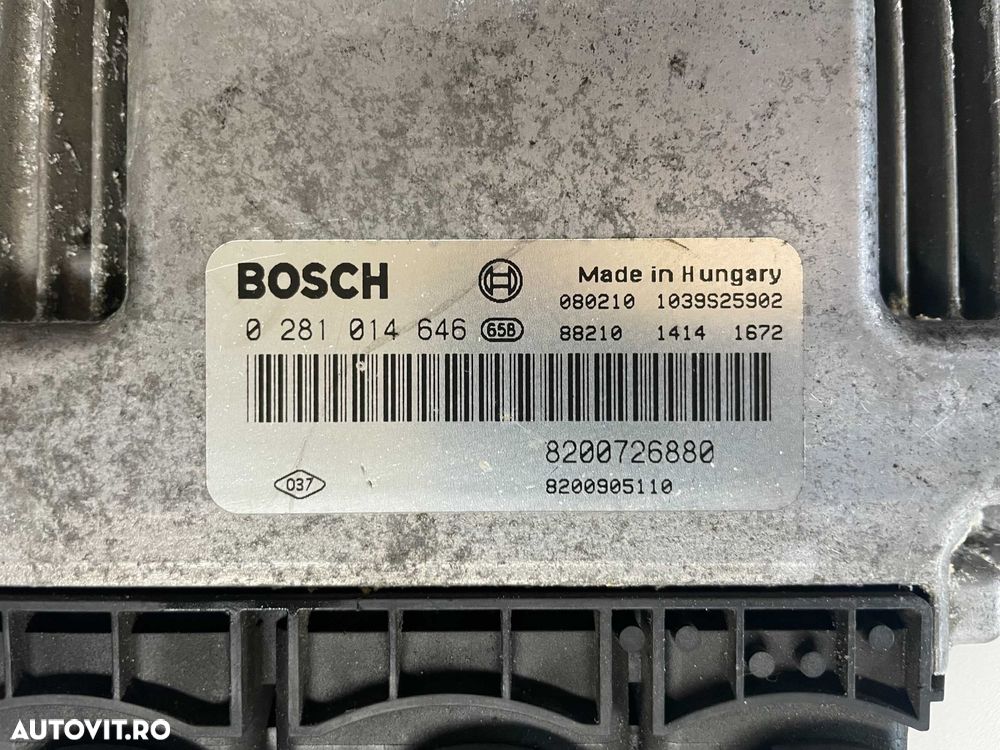 BOSCH
Made in Hungary
080210 1039S25902
0 281 014 646 65B
88210 1414 1672
8200726880
037
8200905110
AUTOVIT.RO